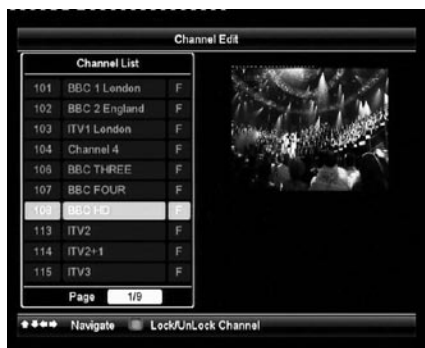 Channel Edit
Channel List
101 BBC 1 London F
102 BBC 2 England F
103 ITV1 London F
104 Channel 4 F
106 BBC THREE F
107 BBC FOUR F
108 BBC HD F
113 ITV2 F
114 ITV2+1 F
115 ITV3 F
Page 1/9
Navigate Lock/UnLock Channel